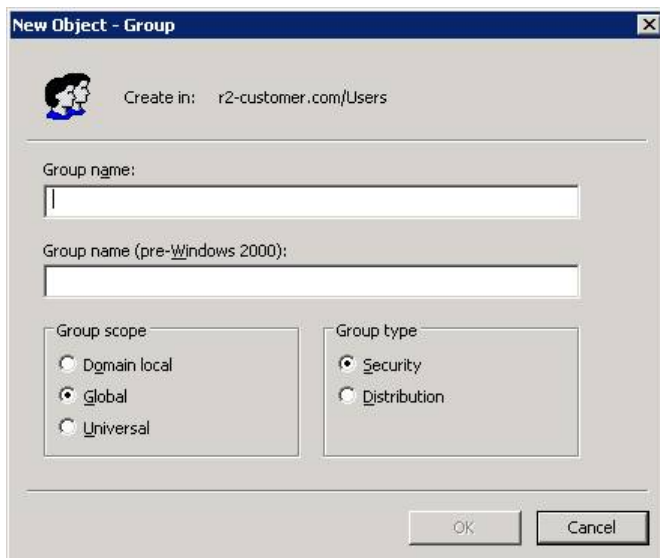 New Object - Group
Create in: r2-customer.com/Users
Group name:
Group name (pre-Windows 2000):
Group scope
Domain local
Global
Universal
Group type
Security
Distribution
OK
Cancel